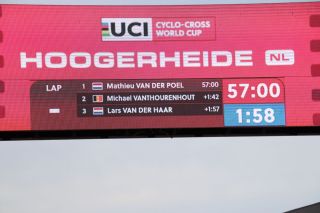 UCI CYCLO-CROSS
WORLD CUP
HOOGERHEIDE NL
LAP 1 Mathieu VAN DER POEL 57:00 57:00
2 Michael VANTHOURENHOUT +1:42
3 Lars VAN DER HAAR +1:57 1:58